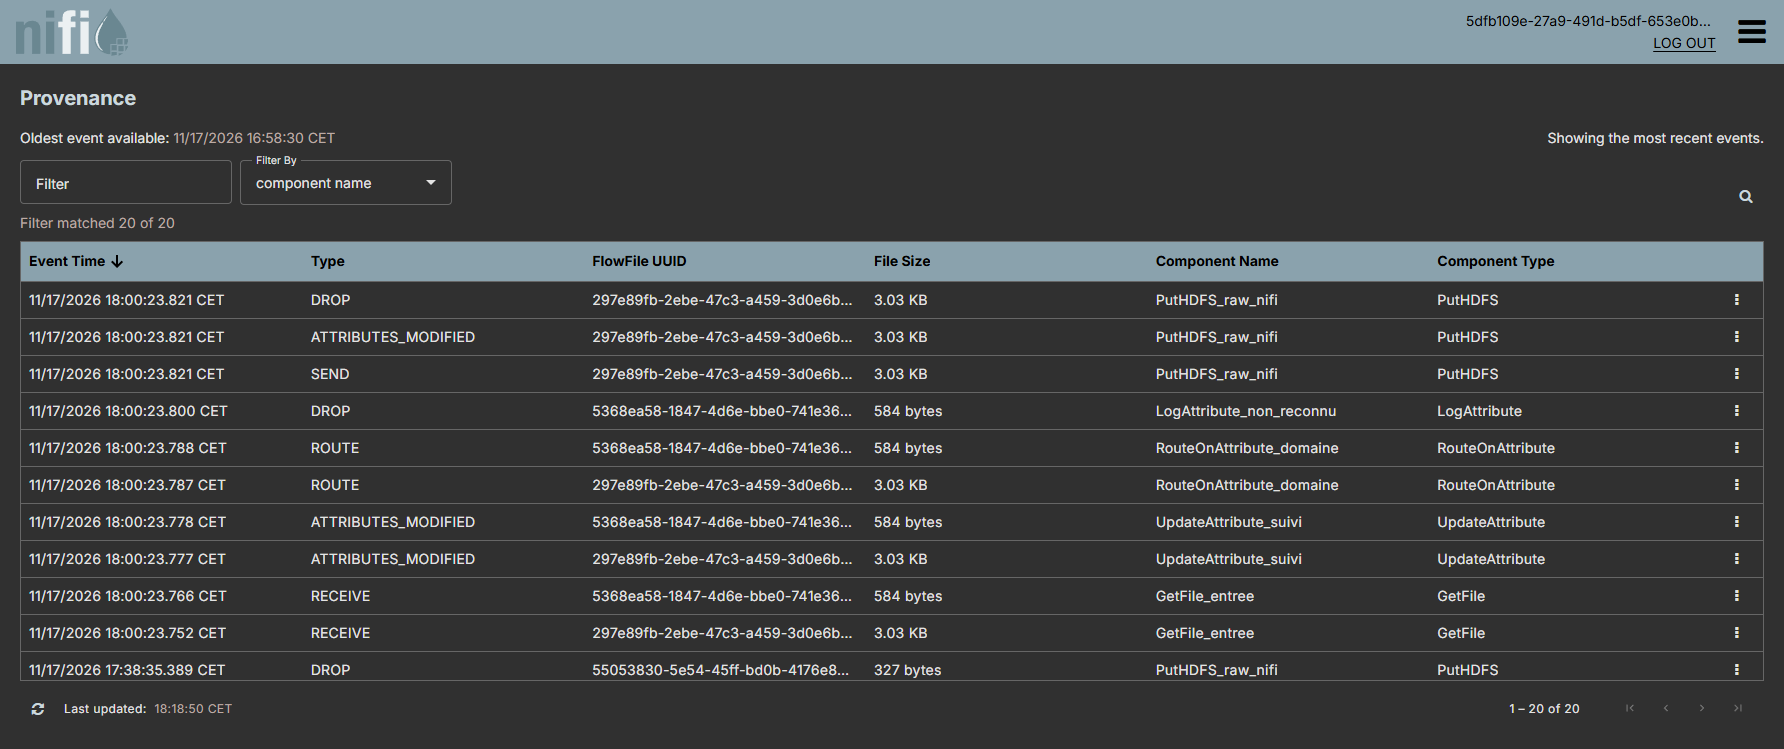 nifi
5dfb109e-27a9-491d-b5df-653e0b...
LOG OUT
Provenance
Oldest event available: 11/17/2026 16:58:30 CET
Showing the most recent events.
Filter
Filter By
component name
Filter matched 20 of 20
Event Time Type FlowFile UUID File Size Component Name Component Type
11/17/2026 18:00:23.821 CET DROP 297e89fb-2ebe-47c3-a459-3d0e6b... 3.03 KB PutHDFS_raw_nifi PutHDFS
11/17/2026 18:00:23.821 CET ATTRIBUTES_MODIFIED 297e89fb-2ebe-47c3-a459-3d0e6b... 3.03 KB PutHDFS_raw_nifi PutHDFS
11/17/2026 18:00:23.821 CET SEND 297e89fb-2ebe-47c3-a459-3d0e6b... 3.03 KB PutHDFS_raw_nifi PutHDFS
11/17/2026 18:00:23.800 CET DROP 5368ea58-1847-4d6e-bbe0-741e36... 584 bytes LogAttribute_non_reconnu LogAttribute
11/17/2026 18:00:23.788 CET ROUTE 5368ea58-1847-4d6e-bbe0-741e36... 584 bytes RouteOnAttribute_domaine RouteOnAttribute
11/17/2026 18:00:23.787 CET ROUTE 297e89fb-2ebe-47c3-a459-3d0e6b... 3.03 KB RouteOnAttribute_domaine RouteOnAttribute
11/17/2026 18:00:23.778 CET ATTRIBUTES_MODIFIED 5368ea58-1847-4d6e-bbe0-741e36... 584 bytes UpdateAttribute_suivi UpdateAttribute
11/17/2026 18:00:23.777 CET ATTRIBUTES_MODIFIED 297e89fb-2ebe-47c3-a459-3d0e6b... 3.03 KB UpdateAttribute_suivi UpdateAttribute
11/17/2026 18:00:23.766 CET RECEIVE 5368ea58-1847-4d6e-bbe0-741e36... 584 bytes GetFile_entree GetFile
11/17/2026 18:00:23.752 CET RECEIVE 297e89fb-2ebe-47c3-a459-3d0e6b... 3.03 KB GetFile_entree GetFile
11/17/2026 17:38:35.389 CET DROP 55053830-5e54-45ff-bd0b-4176e8... 327 bytes PutHDFS_raw_nifi PutHDFS
Last updated: 18:18:50 CET
1 – 20 of 20